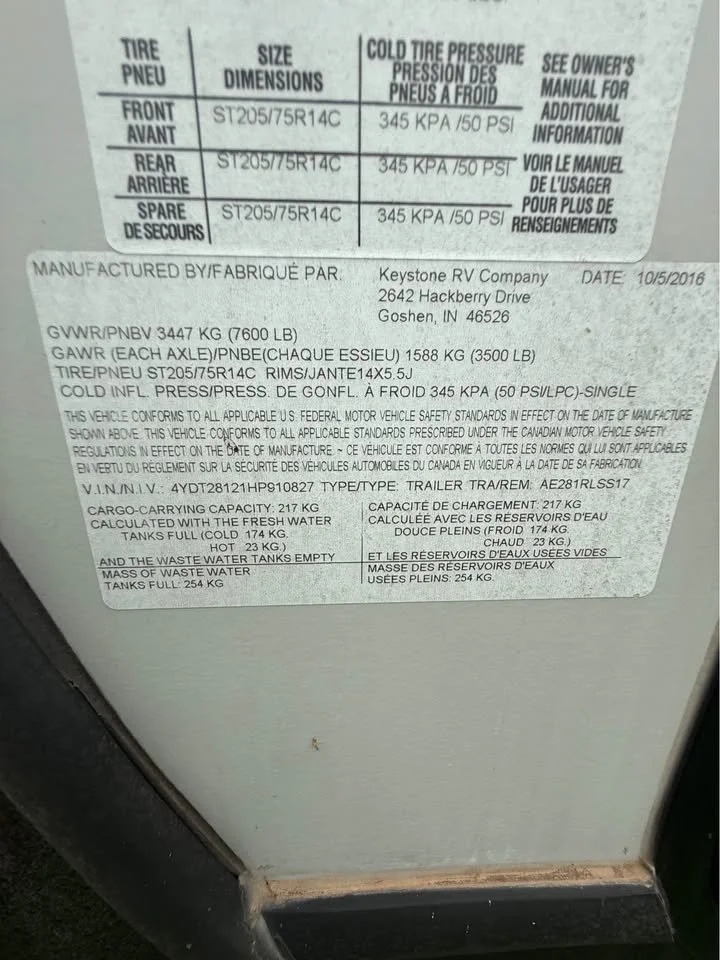 TIRE SIZE COLD TIRE PRESSURE SEE OWNER'S
PNEU DIMENSIONS PRESSION DES MANUAL FOR
PNEUS A FROID ADDITIONAL
FRONT ST205/75R14C 345 KPA /50 PSI INFORMATION
AVANT
REAR ST205/75R14C 345 KPA /50 PSI VOIR LE MANUEL
ARRIÈRE DE L'USAGER
SPARE ST205/75R14C 345 KPA /50 PSI POUR PLUS DE
DE SECOURS RENSEIGNEMENTS
MANUFACTURED BY/FABRIQUÉ PAR: Keystone RV Company DATE: 10/5/2016
2642 Hackberry Drive
Goshen, IN 46526
GVWR/PNBV 3447 KG (7600 LB)
GAWR (EACH AXLE)/PNBE(CHAQUE ESSIEU) 1588 KG (3500 LB)
TIRE/PNEU ST205/75R14C RIMS/JANTE14X5.5J
COLD INFL. PRESS/PRESS. DE GONFL. À FROID 345 KPA (50 PSI/LPC)-SINGLE
THIS VEHICLE CONFORMS TO ALL APPLICABLE U.S. FEDERAL MOTOR VEHICLE SAFETY STANDARDS IN EFFECT ON THE DATE OF MANUFACTURE
SHOWN ABOVE. THIS VEHICLE CONFORMS TO ALL APPLICABLE STANDARDS PRESCRIBED UNDER THE CANADIAN MOTOR VEHICLE SAFETY
REGULATIONS IN EFFECT ON THE DATE OF MANUFACTURE. ~ CE VÉHICULE EST CONFORME À TOUTES LES NORMES QUI LUI SONT APPLICABLES
EN VERTU DU RÈGLEMENT SUR LA SÉCURITÉ DES VÉHICULES AUTOMOBILES DU CANADA EN VIGUEUR À LA DATE DE SA FABRICATION.
V.I.N./N.I.V.: 4YDT28121HP910827 TYPE/TYPE: TRAILER TRA/REM: AE281RLSS17
CARGO-CARRYING CAPACITY: 217 KG
CALCULATED WITH THE FRESH WATER
TANKS FULL (COLD 174 KG.
HOT 23 KG.)
AND THE WASTE WATER TANKS EMPTY
MASS OF WASTE WATER
TANKS FULL: 254 KG
CAPACITÉ DE CHARGEMENT: 217 KG
CALCULÉE AVEC LES RÉSERVOIRS D'EAU
DOUCE PLEINS (FROID 174 KG.
CHAUD 23 KG.)
ET LES RÉSERVOIRS D'EAUX USÉES VIDES
MASSE DES RÉSERVOIRS D'EAUX
USÉES PLEINS: 254 KG.